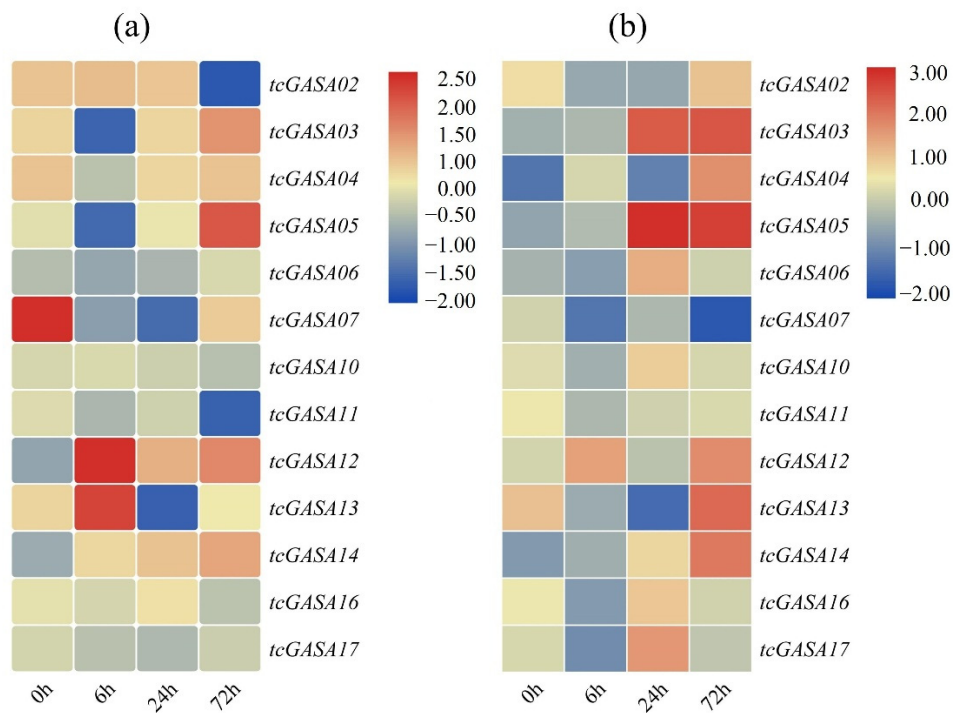 (a)
tcGASA02
tcGASA03
tcGASA04
tcGASA05
tcGASA06
tcGASA07
tcGASA10
tcGASA11
tcGASA12
tcGASA13
tcGASA14
tcGASA16
tcGASA17
0h 6h 24h 72h
2.50
2.00
1.50
1.00
0.00
−0.50
−1.00
−1.50
−2.00
(b)
tcGASA02
tcGASA03
tcGASA04
tcGASA05
tcGASA06
tcGASA07
tcGASA10
tcGASA11
tcGASA12
tcGASA13
tcGASA14
tcGASA16
tcGASA17
0h 6h 24h 72h
3.00
2.00
1.00
0.00
−1.00
−2.00